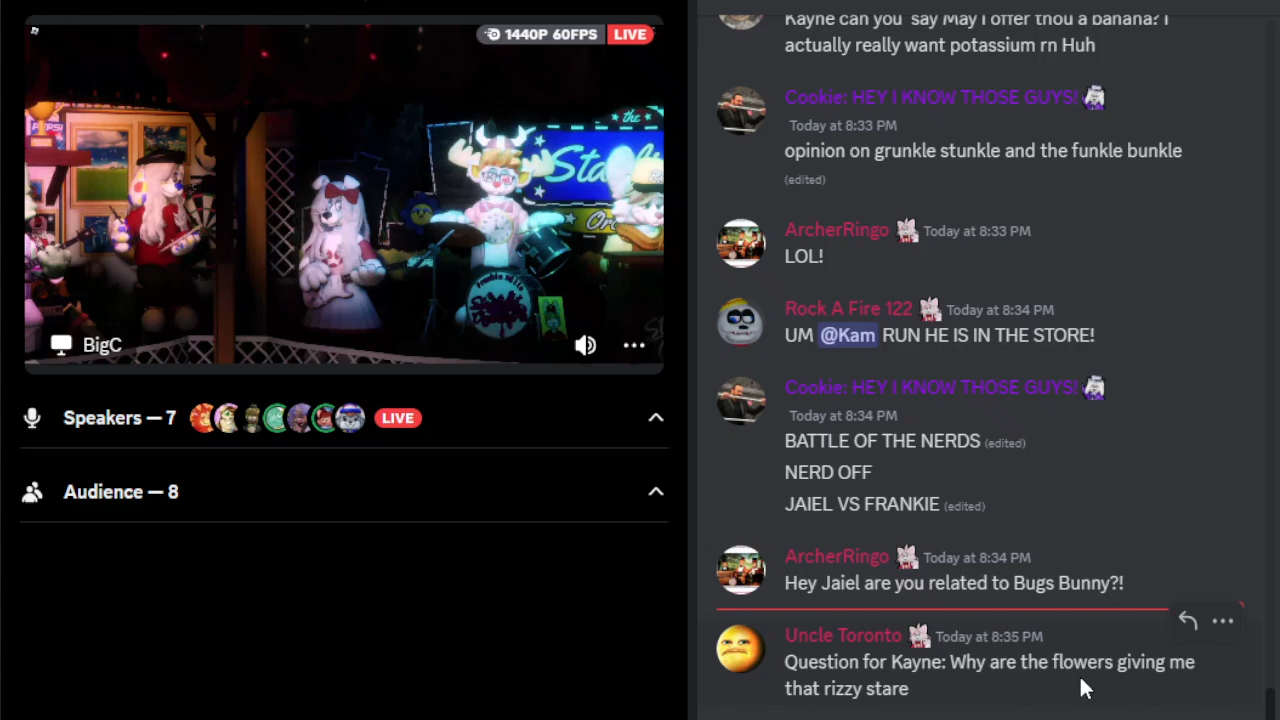 1440P 60FPS LIVE
PEPSI
the
Sta
Or
BigC
Speakers — 7 LIVE
Audience — 8
Kayne can you say May I offer thou a banana? I
actually really want potassium rn Huh
Cookie: HEY I KNOW THOSE GUYS!
Today at 8:33 PM
opinion on grunkle stunkle and the funkle bunkle
(edited)
ArcherRingo Today at 8:33 PM
LOL!
Rock A Fire 122 Today at 8:34 PM
UM @Kam RUN HE IS IN THE STORE!
Cookie: HEY I KNOW THOSE GUYS!
Today at 8:34 PM
BATTLE OF THE NERDS (edited)
NERD OFF
JAIEL VS FRANKIE (edited)
ArcherRingo Today at 8:34 PM
Hey Jaiel are you related to Bugs Bunny?!
Uncle Toronto Today at 8:35 PM
Question for Kayne: Why are the flowers giving me
that rizzy stare